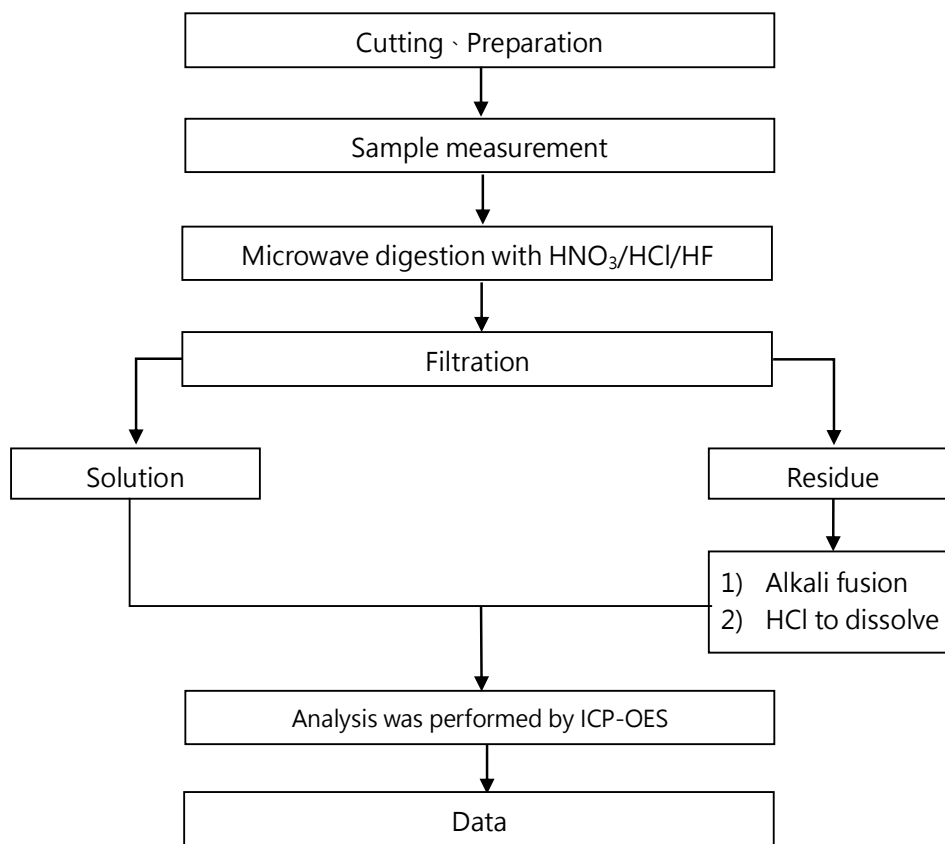 Cutting、Preparation
Sample measurement
Microwave digestion with HNO₃/HCl/HF
Filtration
Solution
Residue
1) Alkali fusion
2) HCl to dissolve
Analysis was performed by ICP-OES
Data